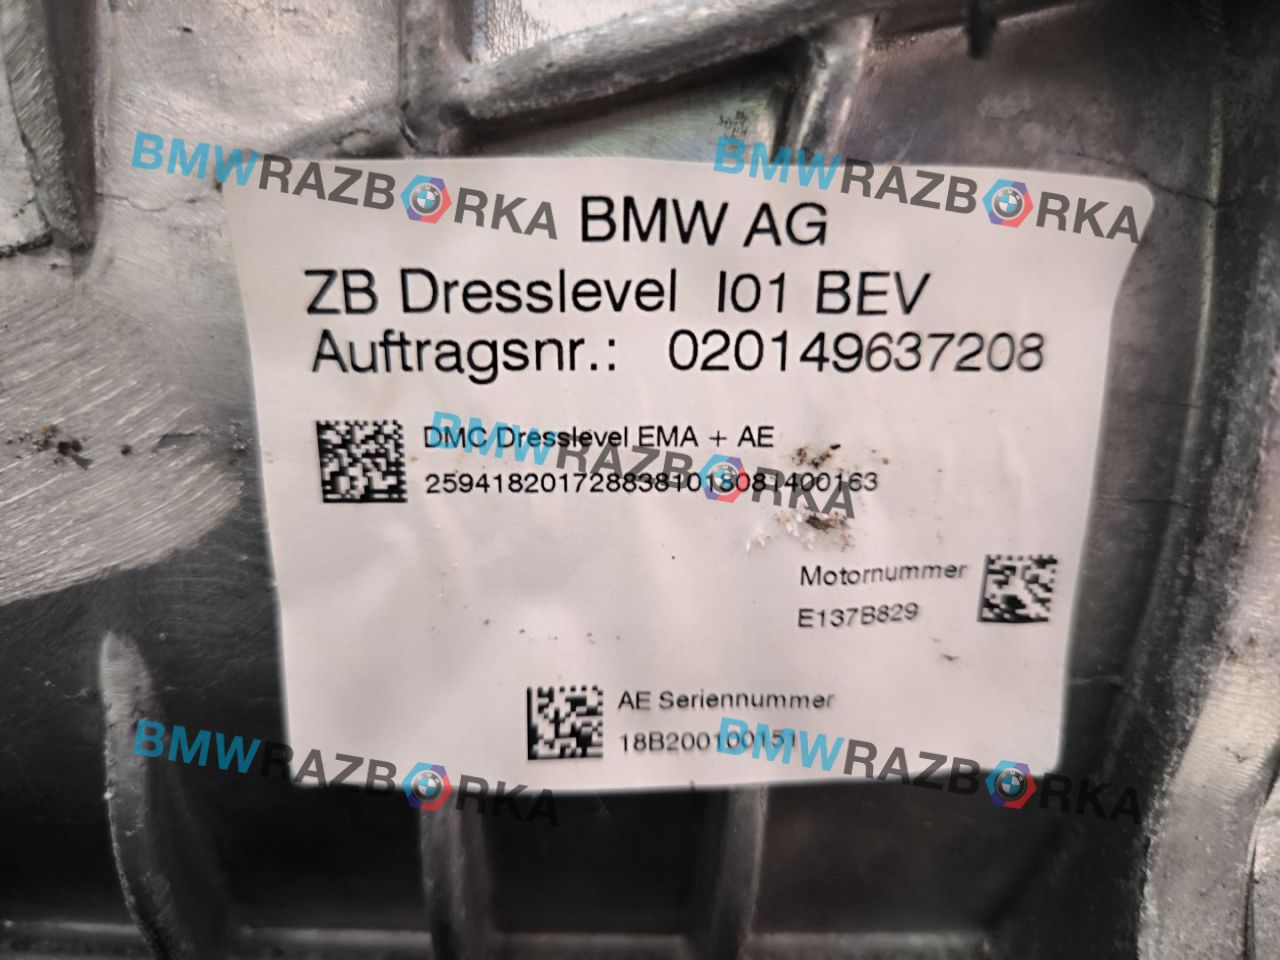 BMWRAZBORKA
BMWRAZBORKA
BMW AG
ZB Dresslevel I01 BEV
Auftragsnr.: 020149637208
DMC Dresslevel EMA + AE
BMWRAZBORKA
Motornummer
E137B829
AE Seriennummer
BMWRAZBORKA
BMWRAZBORKA